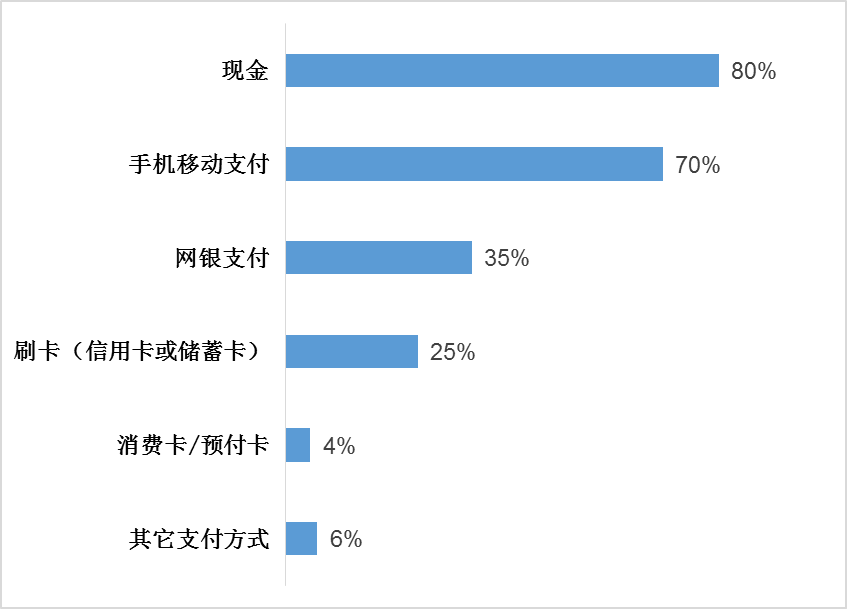 现金 80%
手机移动支付 70%
网银支付 35%
刷卡（信用卡或储蓄卡） 25%
消费卡/预付卡 4%
其它支付方式 6%